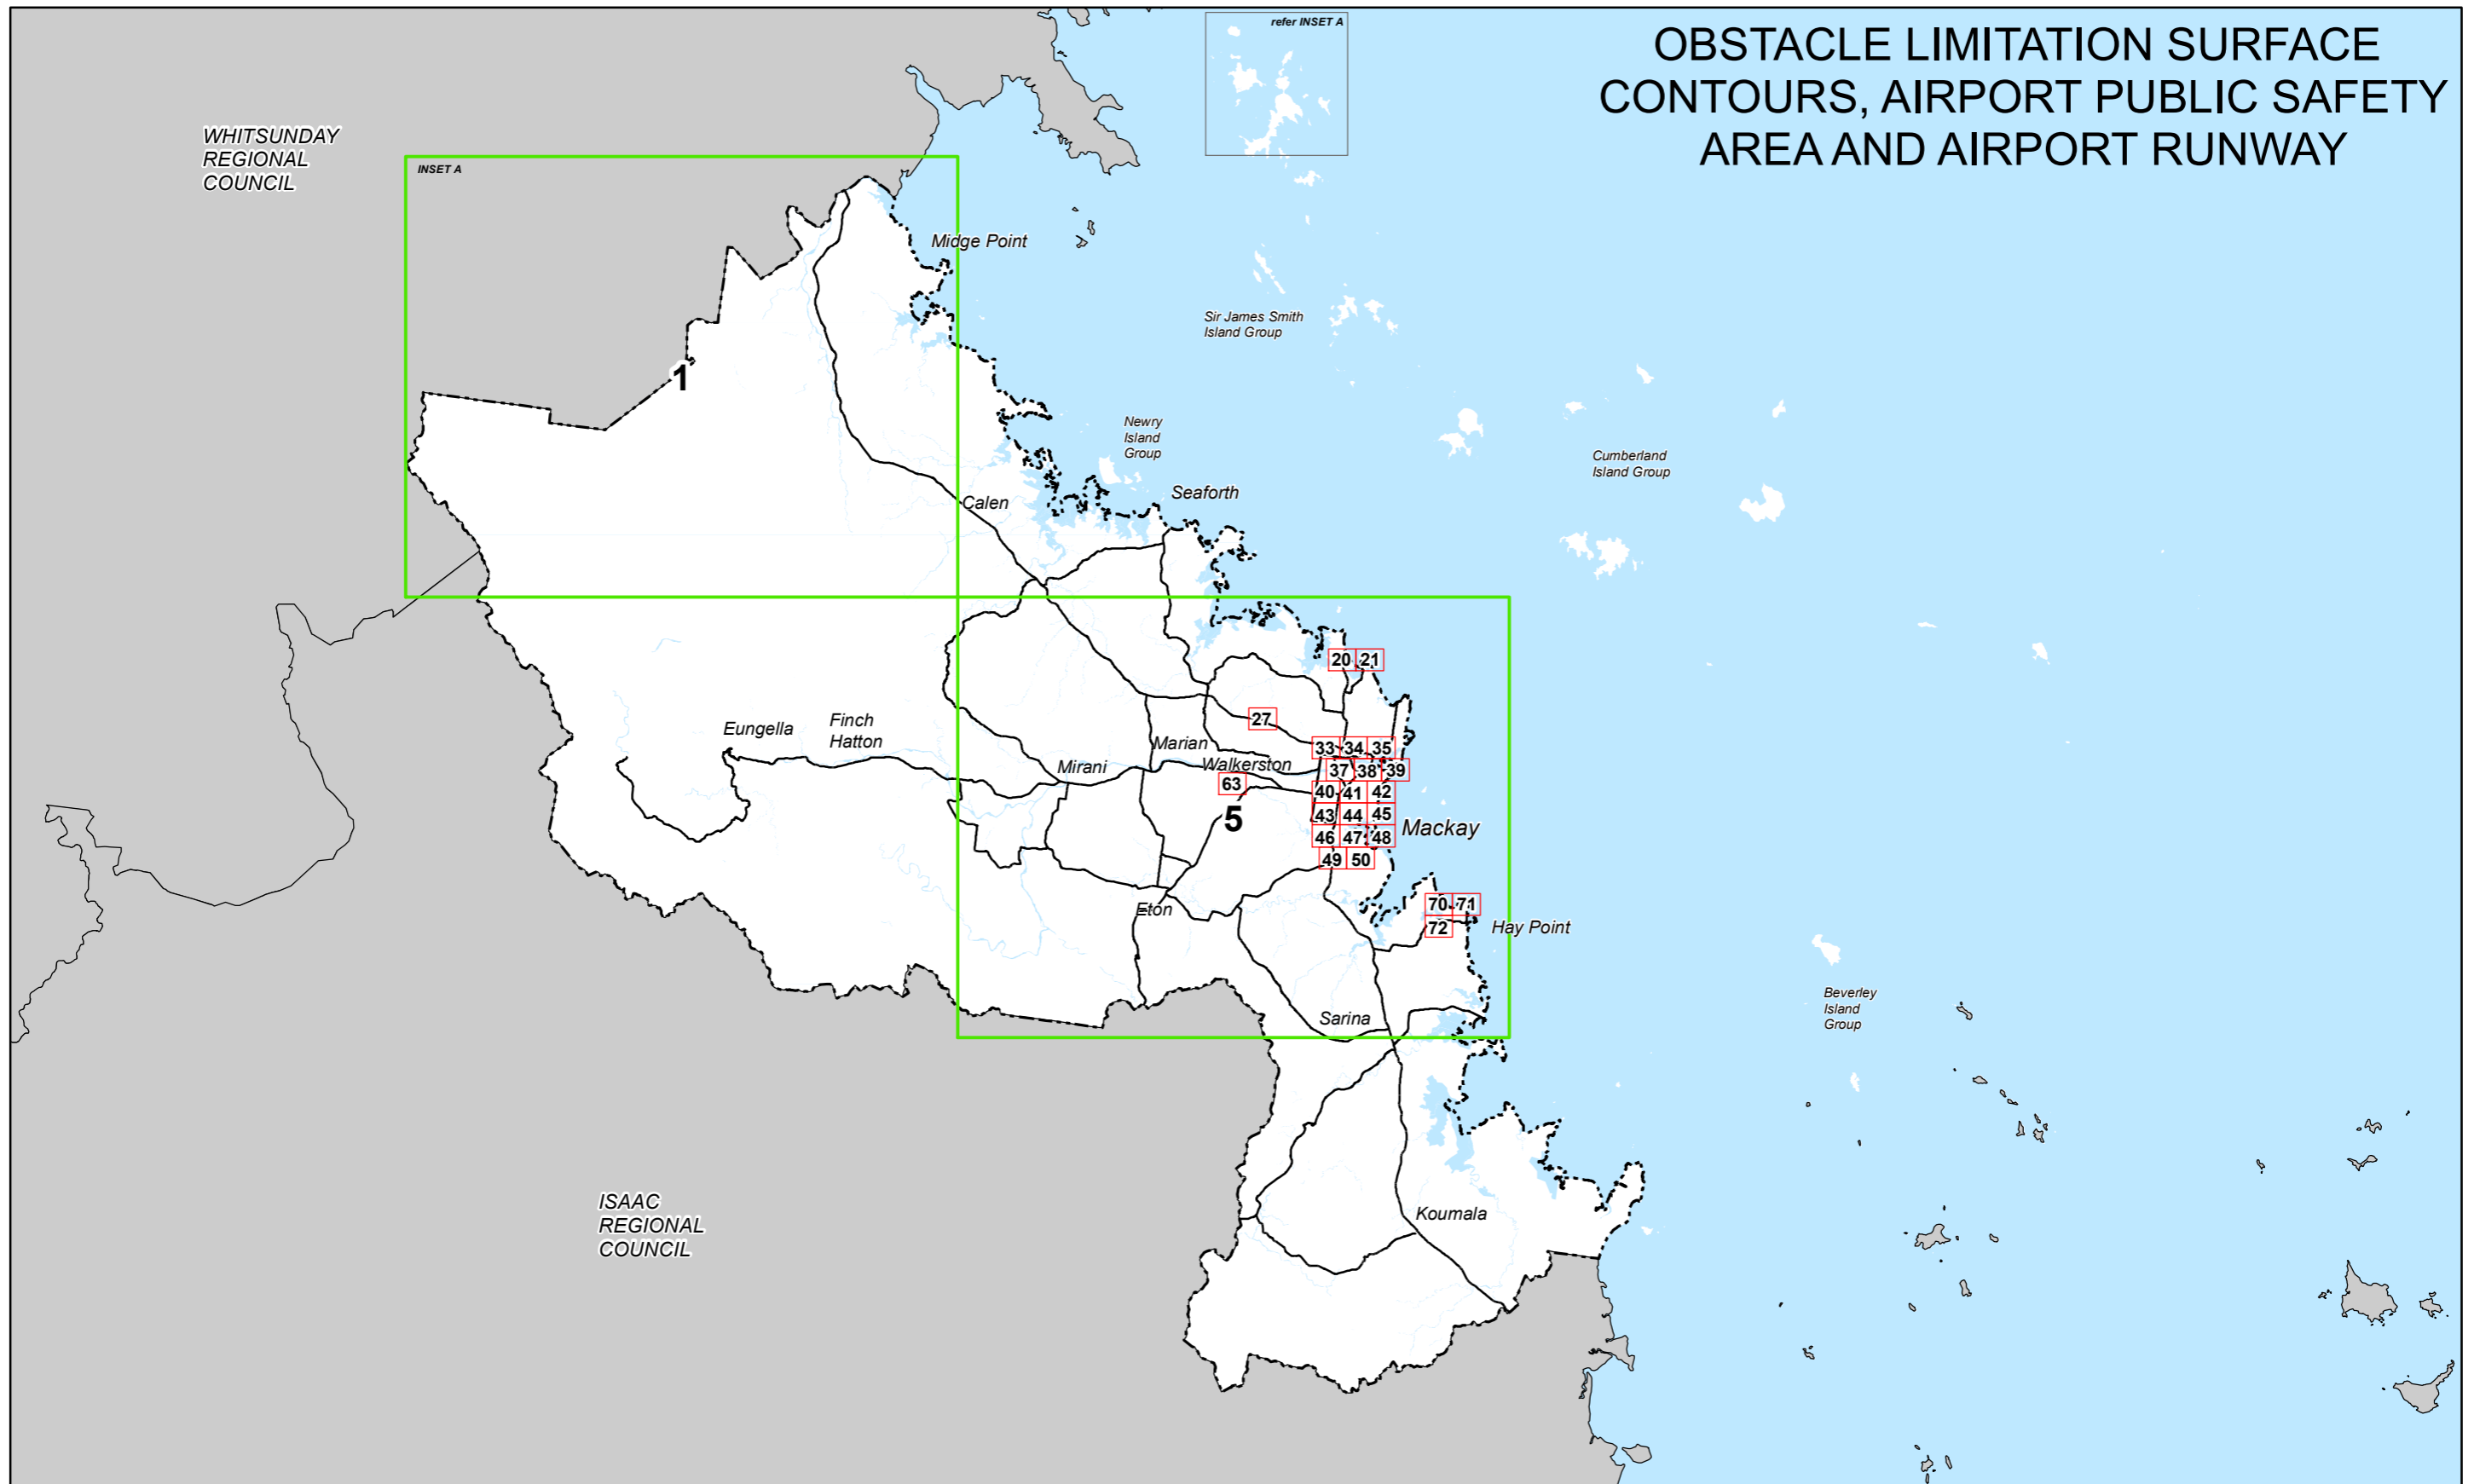 refer INSET A
OBSTACLE LIMITATION SURFACE
CONTOURS, AIRPORT PUBLIC SAFETY
AREA AND AIRPORT RUNWAY
WHITSUNDAY
REGIONAL
COUNCIL
INSET A
Midge Point
Sir James Smith
Island Group
1
Newry
Island
Group
Cumberland
Island Group
Seaforth
Calen
20 21
27
Eungella
Finch
Hatton
Marian
33 34 35
Mirani
Walkerston
37 38 39
63
40 41 42
5
43 44 45
Mackay
46 47 48
49 50
Eton
70 71
72
Hay Point
Beverley
Island
Group
Sarina
ISAAC
REGIONAL
COUNCIL
Koumala